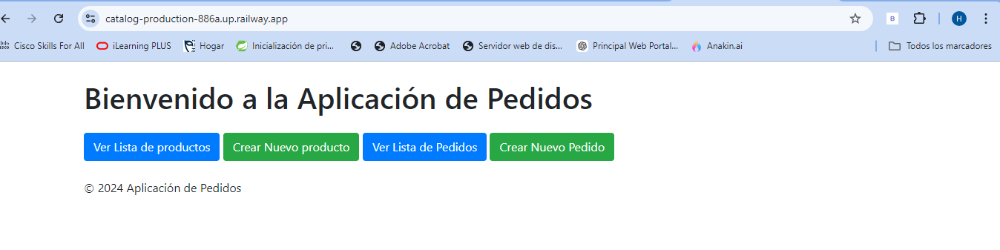 catalog-production-886a.up.railway.app
B
H
Cisco Skills For All
iLearning PLUS
Hogar
Inicialización de pri...
Adobe Acrobat
Servidor web de dis...
Principal Web Portal...
Anakin.ai
Todos los marcadores
Bienvenido a la Aplicación de Pedidos
Ver Lista de productos
Crear Nuevo producto
Ver Lista de Pedidos
Crear Nuevo Pedido
© 2024 Aplicación de Pedidos